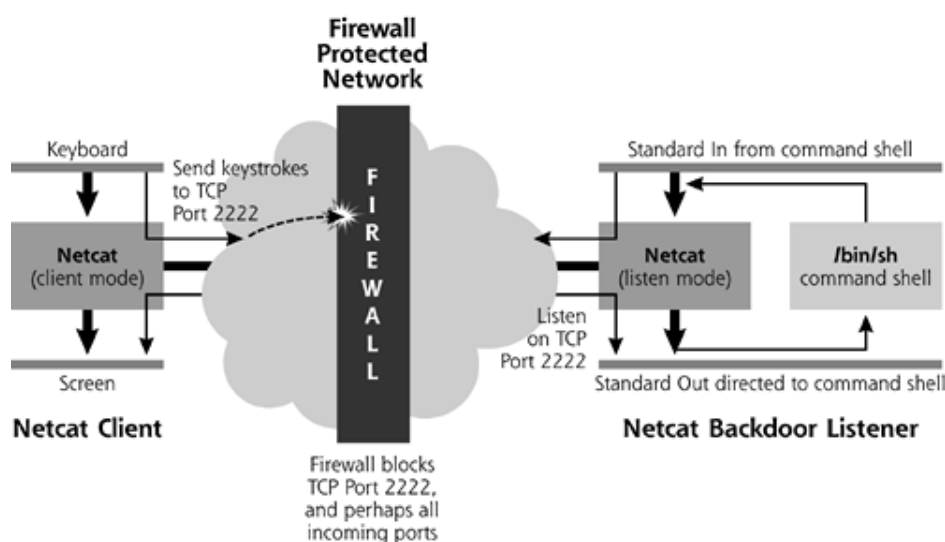 Firewall
Protected
Network
Keyboard
Send keystrokes
to TCP
Port 2222
Netcat
(client mode)
Screen
Netcat Client
FIREWALL
Firewall blocks
TCP Port 2222,
and perhaps all
incoming ports
Standard In from command shell
Netcat
(listen mode)
/bin/sh
command shell
Listen
on TCP
Port 2222
Standard Out directed to command shell
Netcat Backdoor Listener